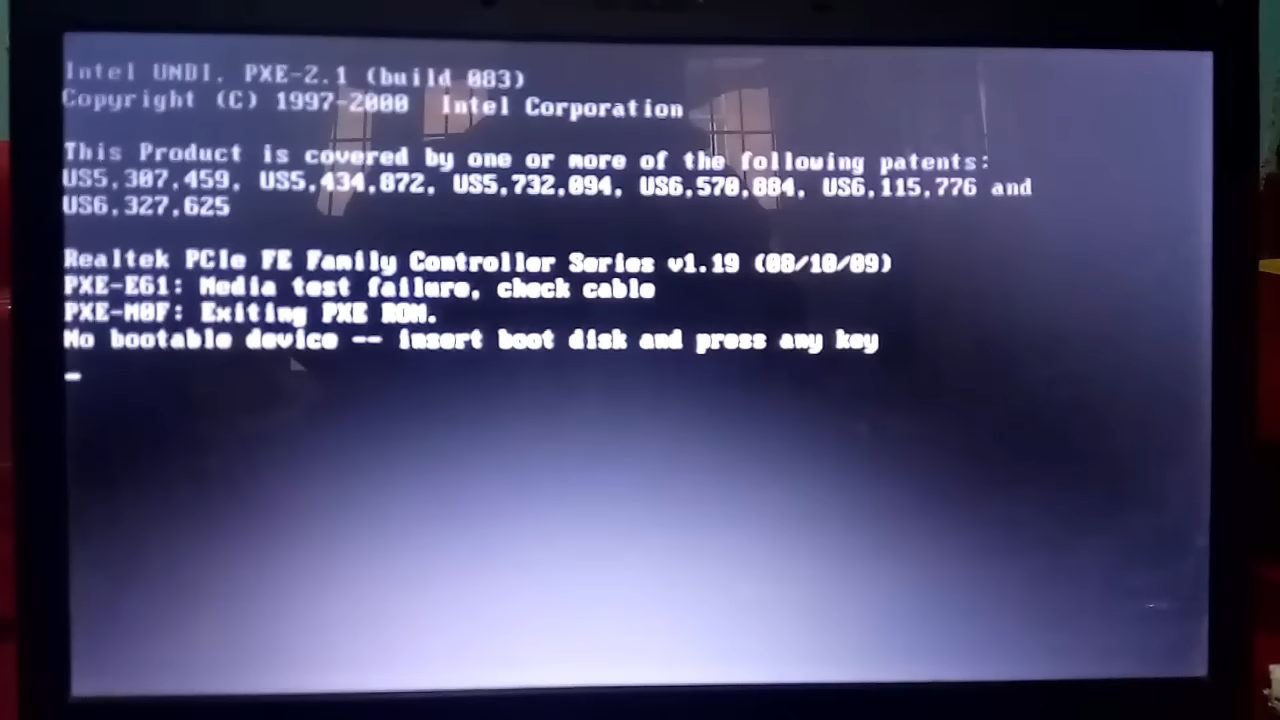 Intel UNDI, PXE-2.1 (build 083)
Copyright (C) 1997-2000  Intel Corporation
This Product is covered by one or more of the following patents:
US5,307,459, US5,434,872, US5,732,094, US6,570,884, US6,115,776 and
US6,327,625
Realtek PCIe FE Family Controller Series v1.19 (08/10/09)
PXE-E61: Media test failure, check cable
PXE-M0F: Exiting PXE ROM.
No bootable device -- insert boot disk and press any key